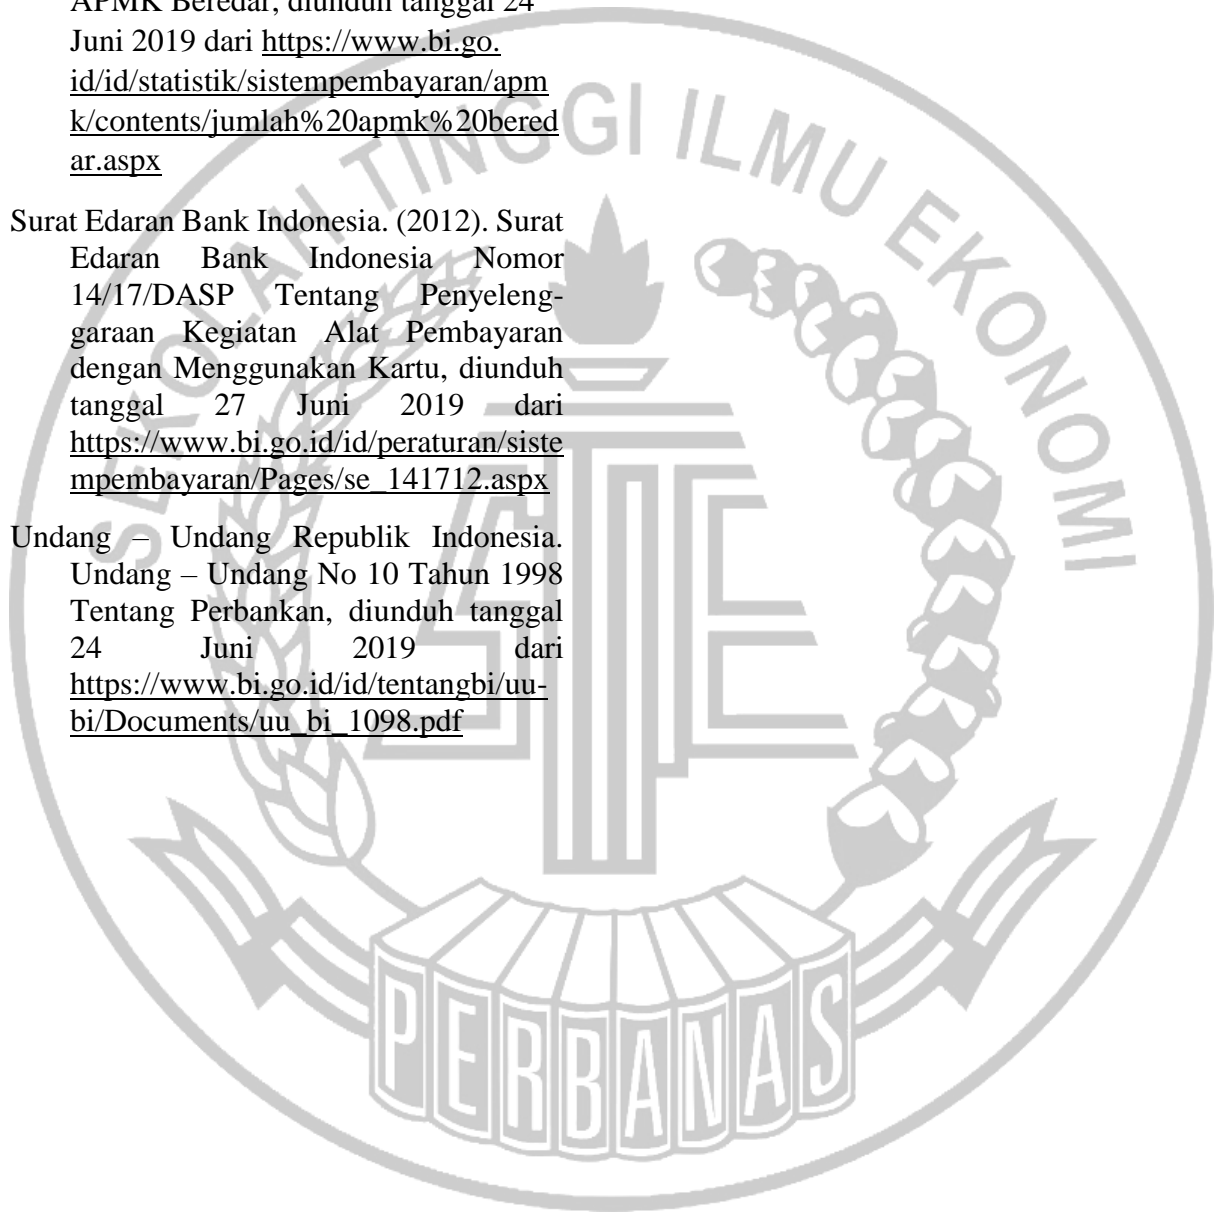 APMK Beredar, diunduh tanggal 24
Juni 2019 dari https://www.bi.go.
id/id/statistik/sistempembayaran/apm
k/contents/jumlah%20apmk%20bered
ar.aspx
Surat Edaran Bank Indonesia. (2012). Surat
Edaran Bank Indonesia Nomor
14/17/DASP Tentang Penyeleng-
garaan Kegiatan Alat Pembayaran
dengan Menggunakan Kartu, diunduh
tanggal 27 Juni 2019 dari
https://www.bi.go.id/id/peraturan/siste
mpembayaran/Pages/se_141712.aspx
Undang – Undang Republik Indonesia.
Undang – Undang No 10 Tahun 1998
Tentang Perbankan, diunduh tanggal
24 Juni 2019 dari
https://www.bi.go.id/id/tentangbi/uu-
bi/Documents/uu_bi_1098.pdf
SEKOLAH TINGGI ILMU EKONOMI
STIE
PERBANAS